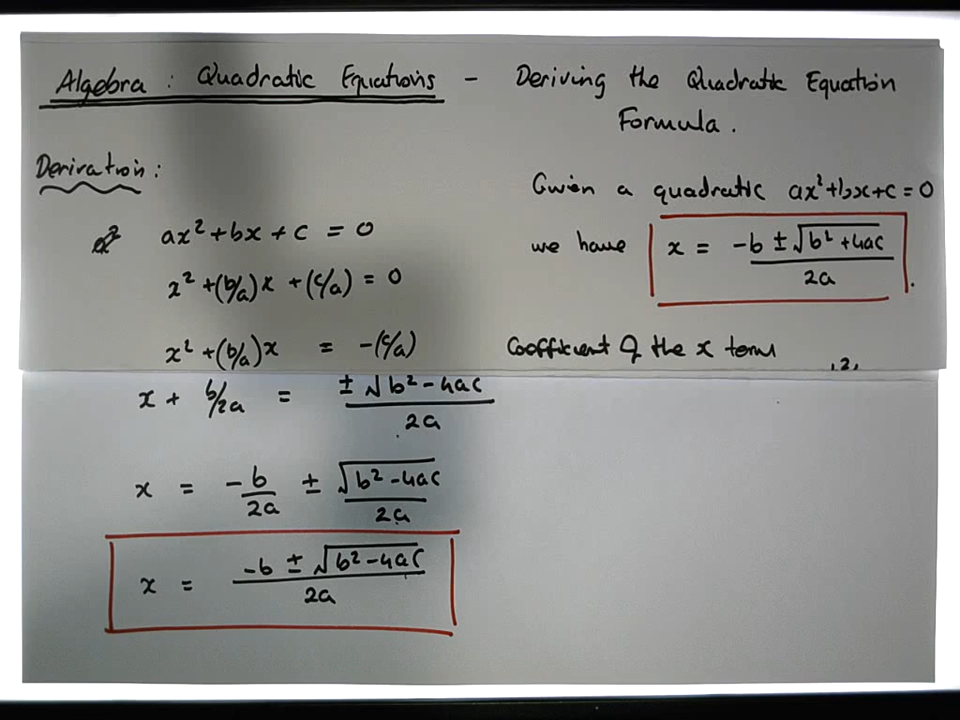 Algebra : Quadratic Equations - Deriving the Quadratic Equation
Formula.
Derivation:
Given a quadratic ax²+bx+c=0
we have x = -b ±√b² +4ac / 2a .
ax²+bx+c = 0
x² +(b/a)x +(c/a) = 0
x² +(b/a)x = -(c/a)
Coefficient of the x term
x + b/2a = ± √b²-4ac / 2a
x = -b/2a ± √b²-4ac / 2a
x = -b ± √b²-4ac / 2a